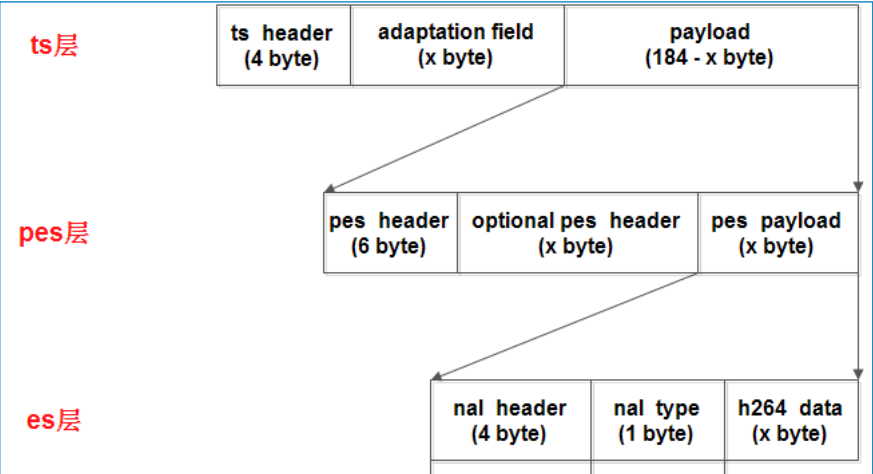 ts层
ts header
(4 byte)
adaptation field
(x byte)
payload
(184 - x byte)
pes层
pes header
(6 byte)
optional pes header
(x byte)
pes payload
(x byte)
es层
nal header
(4 byte)
nal type
(1 byte)
h264 data
(x byte)